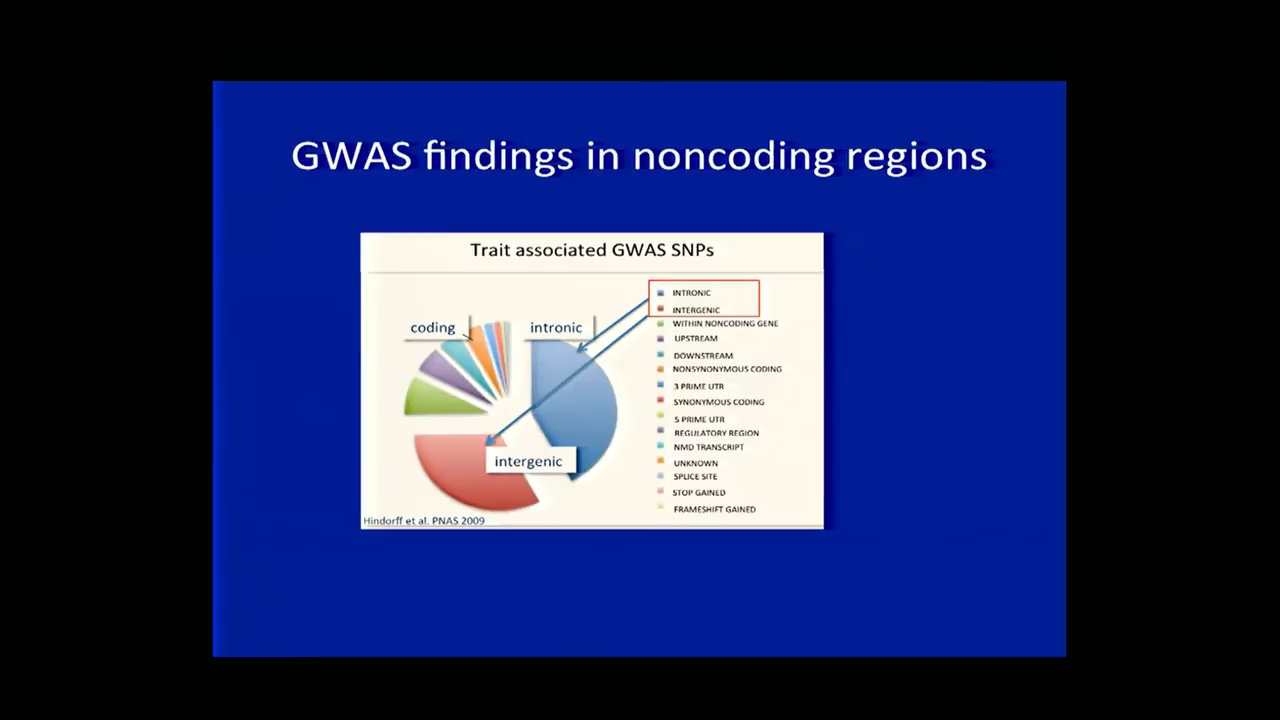 GWAS findings in noncoding regions
Trait associated GWAS SNPs
coding
intronic
intergenic
INTRONIC
INTERGENIC
WITHIN NONCODING GENE
UPSTREAM
DOWNSTREAM
NONSYNONYMOUS CODING
3 PRIME UTR
SYNONYMOUS CODING
5 PRIME UTR
REGULATORY REGION
NMD TRANSCRIPT
UNKNOWN
SPLICE SITE
STOP GAINED
FRAMESHIFT GAINED
Hindorff et al. PNAS 2009